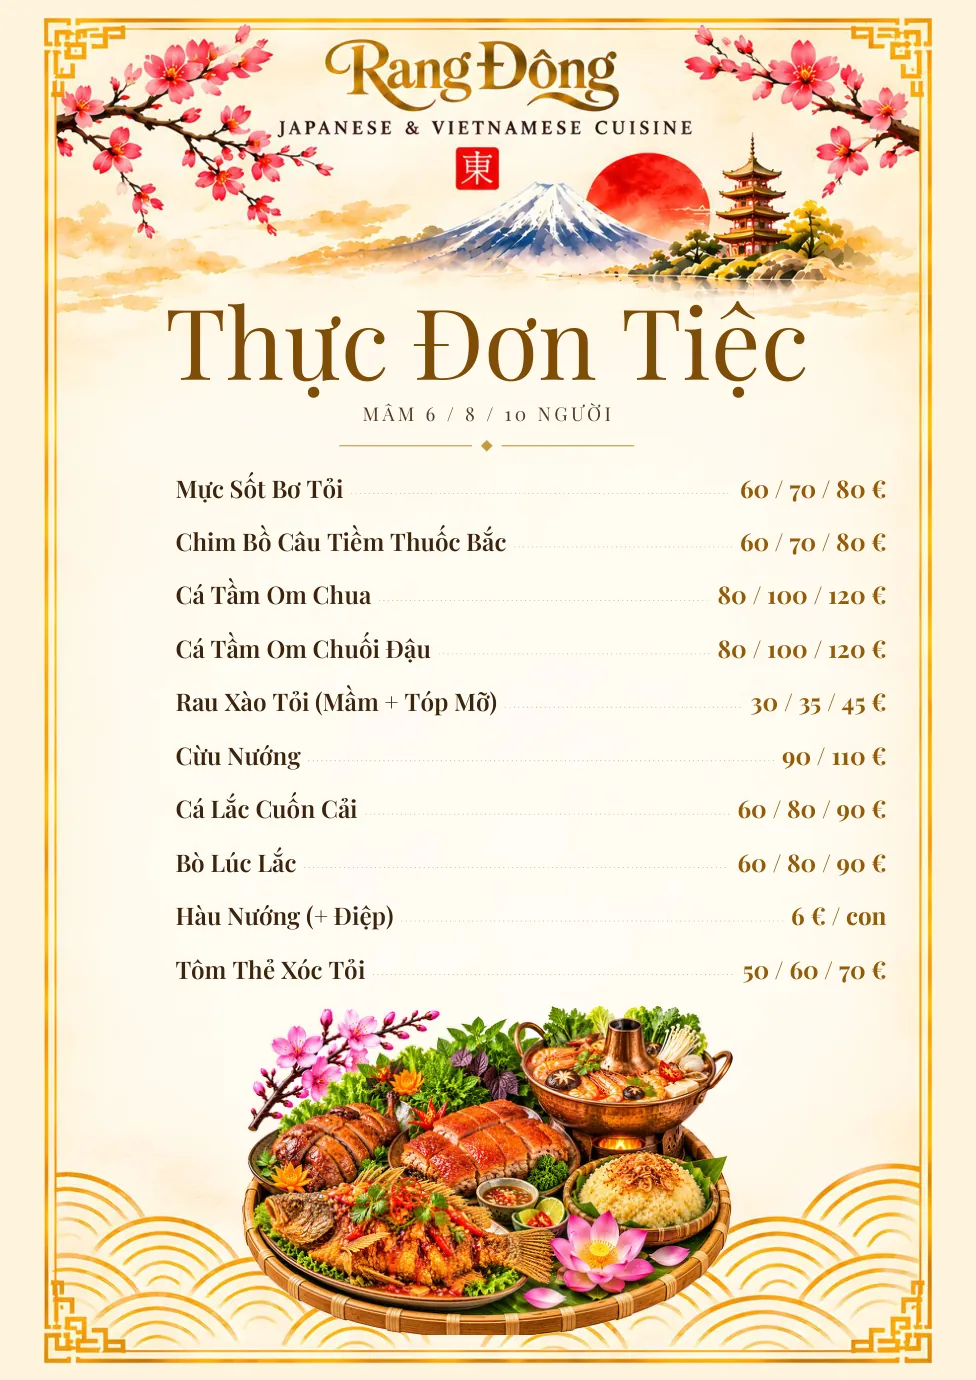 Rạng Đông
JAPANESE & VIETNAMESE CUISINE
東
Thực Đơn Tiệc
MÂM 6 / 8 / 10 NGƯỜI
Mực Sốt Bơ Tỏi 60 / 70 / 80 €
Chim Bồ Câu Tiềm Thuốc Bắc 60 / 70 / 80 €
Cá Tầm Om Chua 80 / 100 / 120 €
Cá Tầm Om Chuối Đậu 80 / 100 / 120 €
Rau Xào Tỏi (Mầm + Tóp Mỡ) 30 / 35 / 45 €
Cừu Nướng 90 / 110 €
Cá Lắc Cuốn Cải 60 / 80 / 90 €
Bò Lúc Lắc 60 / 80 / 90 €
Hàu Nướng (+ Điệp) 6 € / con
Tôm Thẻ Xóc Tỏi 50 / 60 / 70 €